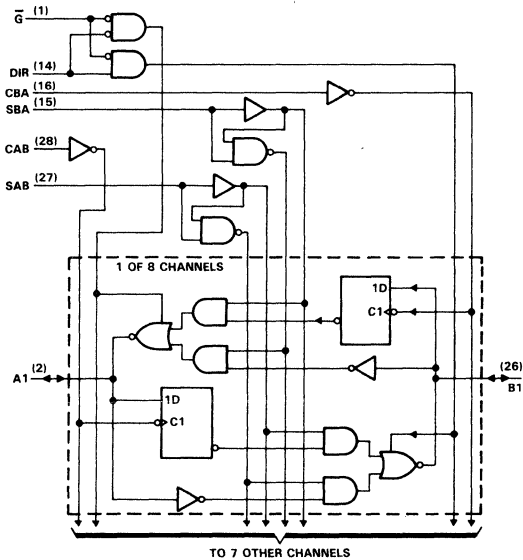 G (1)
DIR (14)
CBA (16)
SBA (15)
CAB (28)
SAB (27)
1 OF 8 CHANNELS
1D
C1
A1 (2)
(26)
B1
1D
C1
TO 7 OTHER CHANNELS